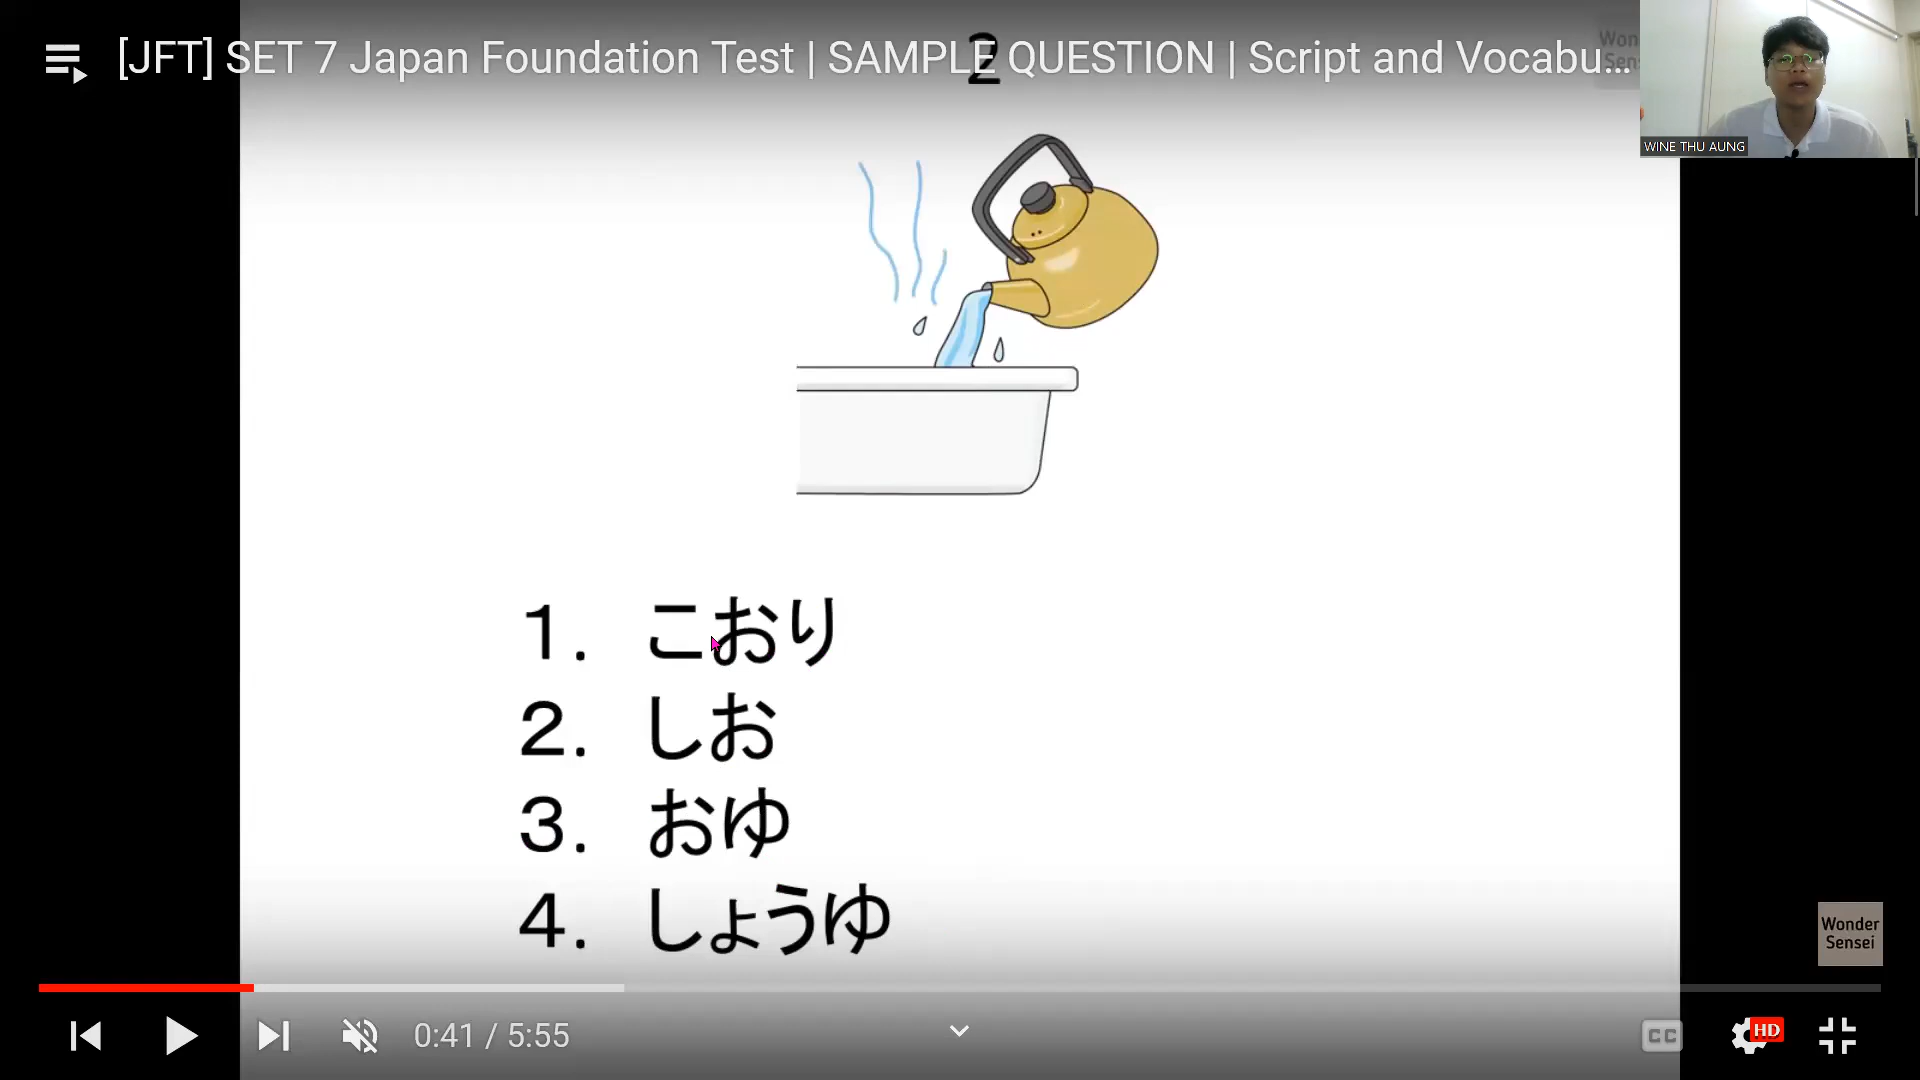 [JFT] SET 7 Japan Foundation Test | SAMPLE QUESTION | Script and Vocabu...
2
WINE THU AUNG
1. こおり
2. しお
3. おゆ
4. しょうゆ
Wonder
Sensei
0:41 / 5:55
CC
HD